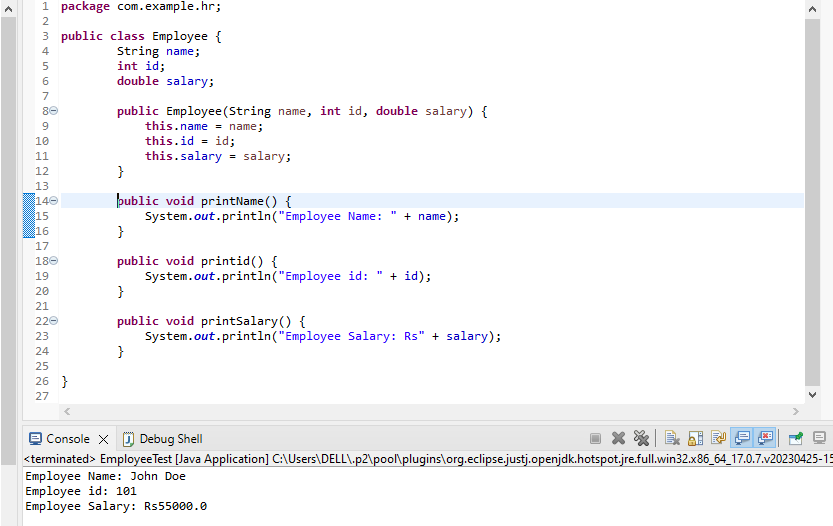 1 package com.example.hr;
2
3 public class Employee {
4 String name;
5 int id;
6 double salary;
7
8 public Employee(String name, int id, double salary) {
9 this.name = name;
10 this.id = id;
11 this.salary = salary;
12 }
13
14 public void printName() {
15 System.out.println("Employee Name: " + name);
16 }
17
18 public void printid() {
19 System.out.println("Employee id: " + id);
20 }
21
22 public void printSalary() {
23 System.out.println("Employee Salary: Rs" + salary);
24 }
25
26 }
27
Console Debug Shell
<terminated> EmployeeTest [Java Application] C:\Users\DELL\.p2\pool\plugins\org.eclipse.justj.openjdk.hotspot.jre.full.win32.x86_64_17.0.7.v20230425-15
Employee Name: John Doe
Employee id: 101
Employee Salary: Rs55000.0